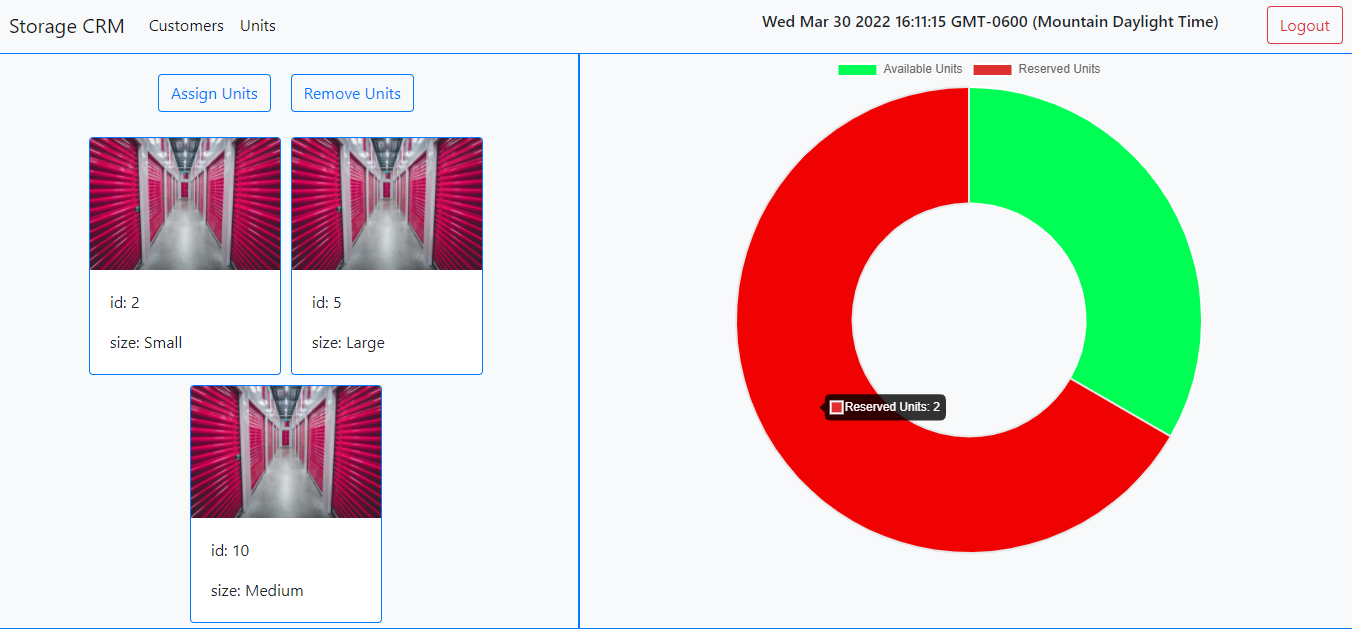 Storage CRM Customers Units Wed Mar 30 2022 16:11:15 GMT-0600 (Mountain Daylight Time) Logout
Assign Units Remove Units
id: 2
size: Small
id: 5
size: Large
id: 10
size: Medium
Available Units Reserved Units
Reserved Units: 2